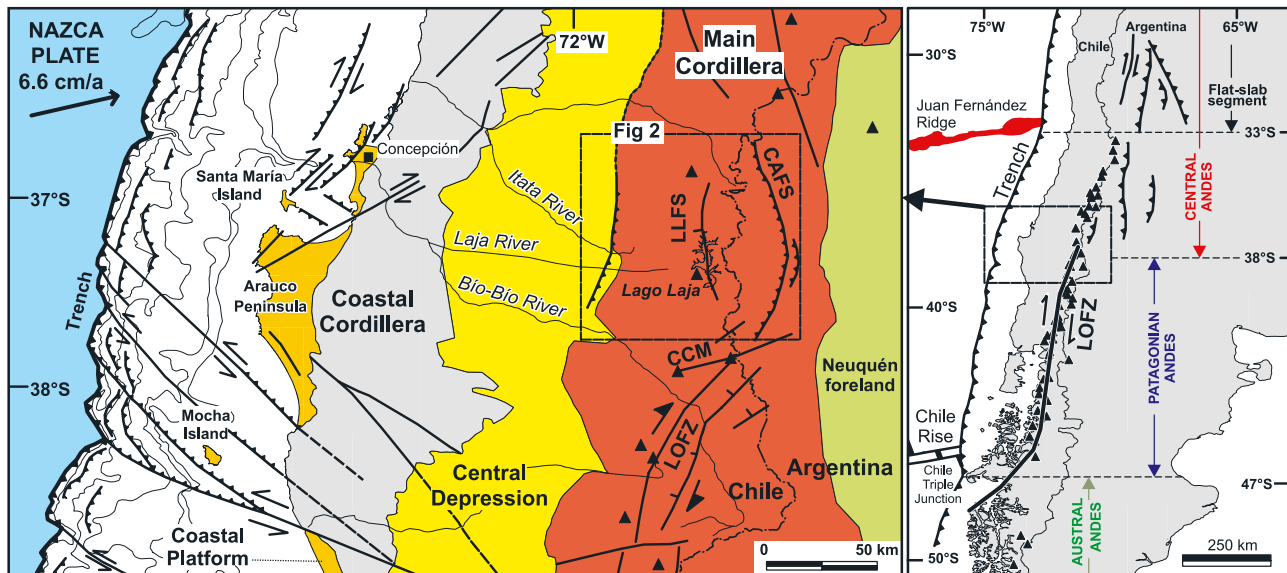 NAZCA
PLATE
6.6 cm/a
72°W
Main
Cordillera
Fig 2
Concepción
Santa María
Island
37°S
CAFS
LLFS
Itata River
Laja River
Bío-Bío River
Lago Laja
Trench
Arauco
Peninsula
Coastal
Cordillera
CCM
Neuquén
foreland
38°S
Mocha
Island
LOFZ
Central
Depression
Argentina
Chile
Coastal
Platform
0 50 km
75°W
65°W
Argentina
Chile
30°S
Flat-slab
segment
Juan Fernández
Ridge
33°S
Trench
CENTRAL
ANDES
38°S
40°S
LOFZ
PATAGONIAN
ANDES
Chile
Rise
Chile
Triple
Junction
47°S
AUSTRAL
ANDES
50°S
250 km